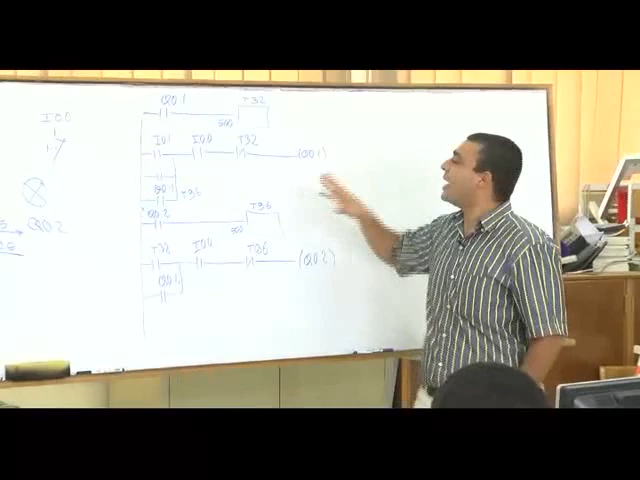 Q0.1 T32
I0.0
500
I0.1 I0.0 T32 (Q0.1)
Q0.1 T36
Q0.2 T36
Q0.2
500
T32 I0.0 T36 (Q0.2)
Q0.1